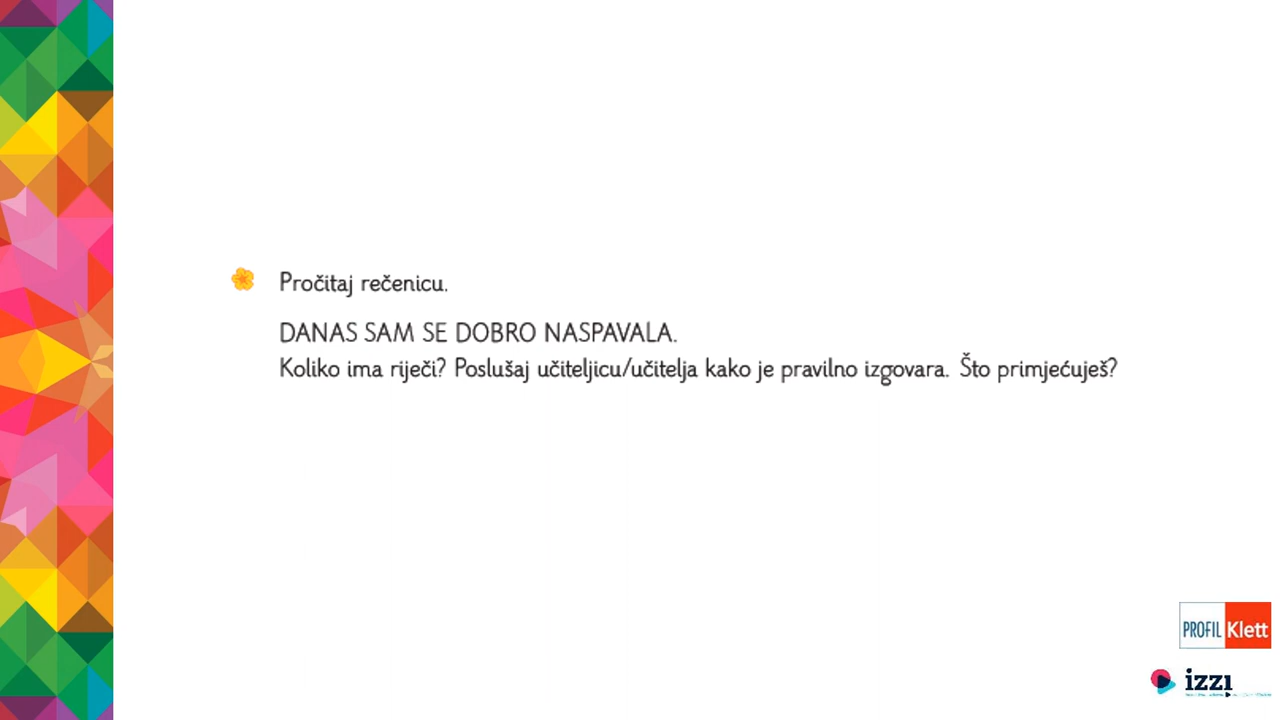 Pročitaj rečenicu.
DANAS SAM SE DOBRO NASPAVALA.
Koliko ima riječi? Poslušaj učiteljicu/učitelja kako je pravilno izgovara. Što primjećuješ?
PROFIL Klett
izzi